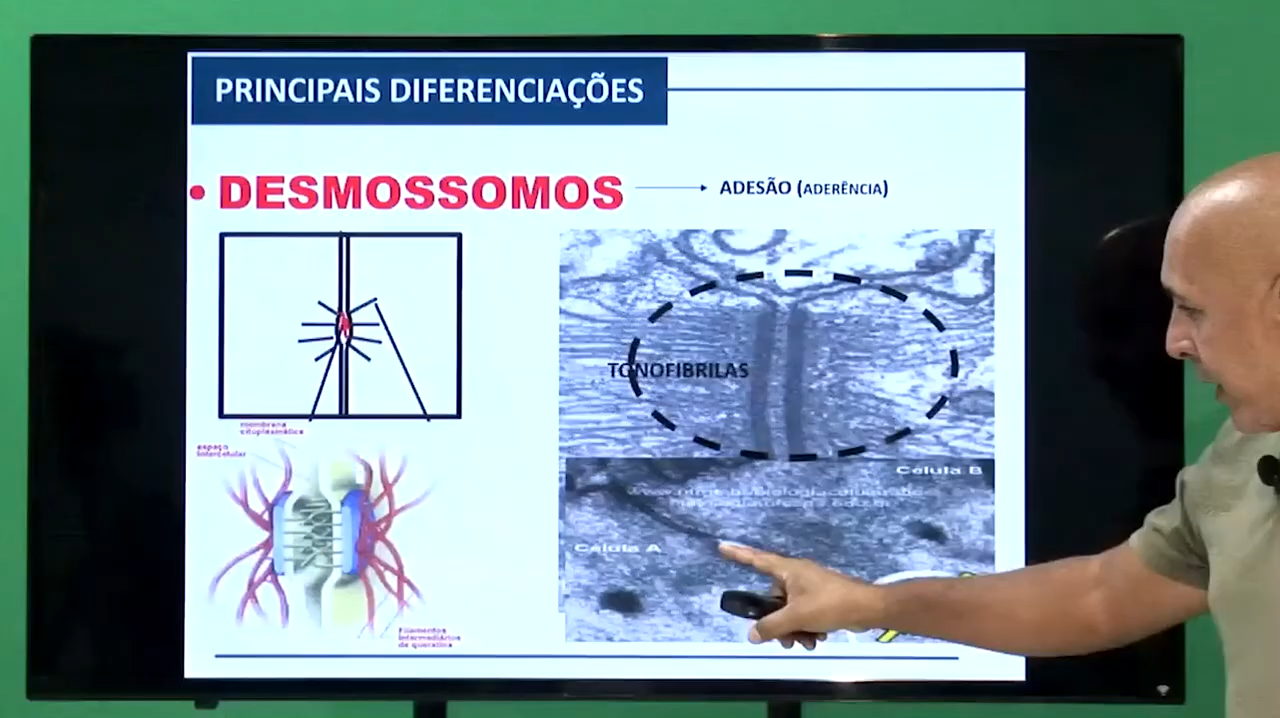 PRINCIPAIS DIFERENCIAÇÕES
• DESMOSSOMOS
ADESÃO (ADERÊNCIA)
TONOFIBRILAS
membrana
citoplasmática
espaço
intercelular
Célula B
Célula A
Filamentos
intermediários
de queratina